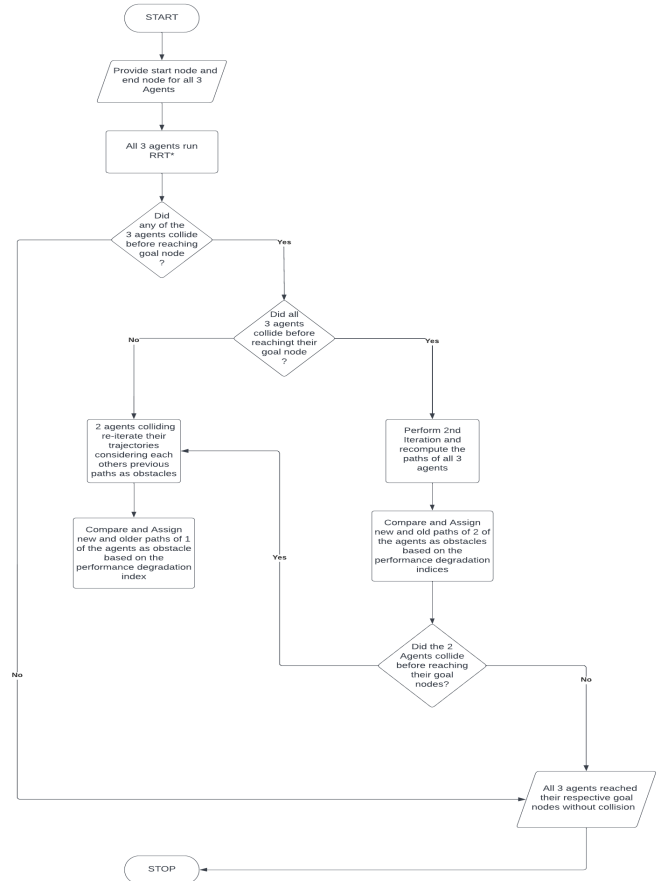 START
Provide start node and
end node for all 3
Agents
All 3 agents run
RRT*
Did
any of the
3 agents collide
before reaching
goal node
?
Yes
Did all
3 agents
collide before
reachingt their
goal node
?
No
Yes
2 agents colliding
re-iterate their
trajectories
considering each
others previous
paths as obstacles
Perform 2nd
Iteration and
recompute the
paths of all 3
agents
Compare and Assign
new and older paths of 1
of the agents as obstacle
based on the
performance degradation
index
Compare and Assign
new and old paths of 2 of
the agents as obstacles
based on the
performance degradation
indices
Yes
Did the 2
Agents collide
before reaching
their goal
nodes?
No
No
All 3 agents reached
their respective goal
nodes without collision
STOP